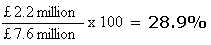 £2.2 million
£7.6 million x 100 = 28.9%